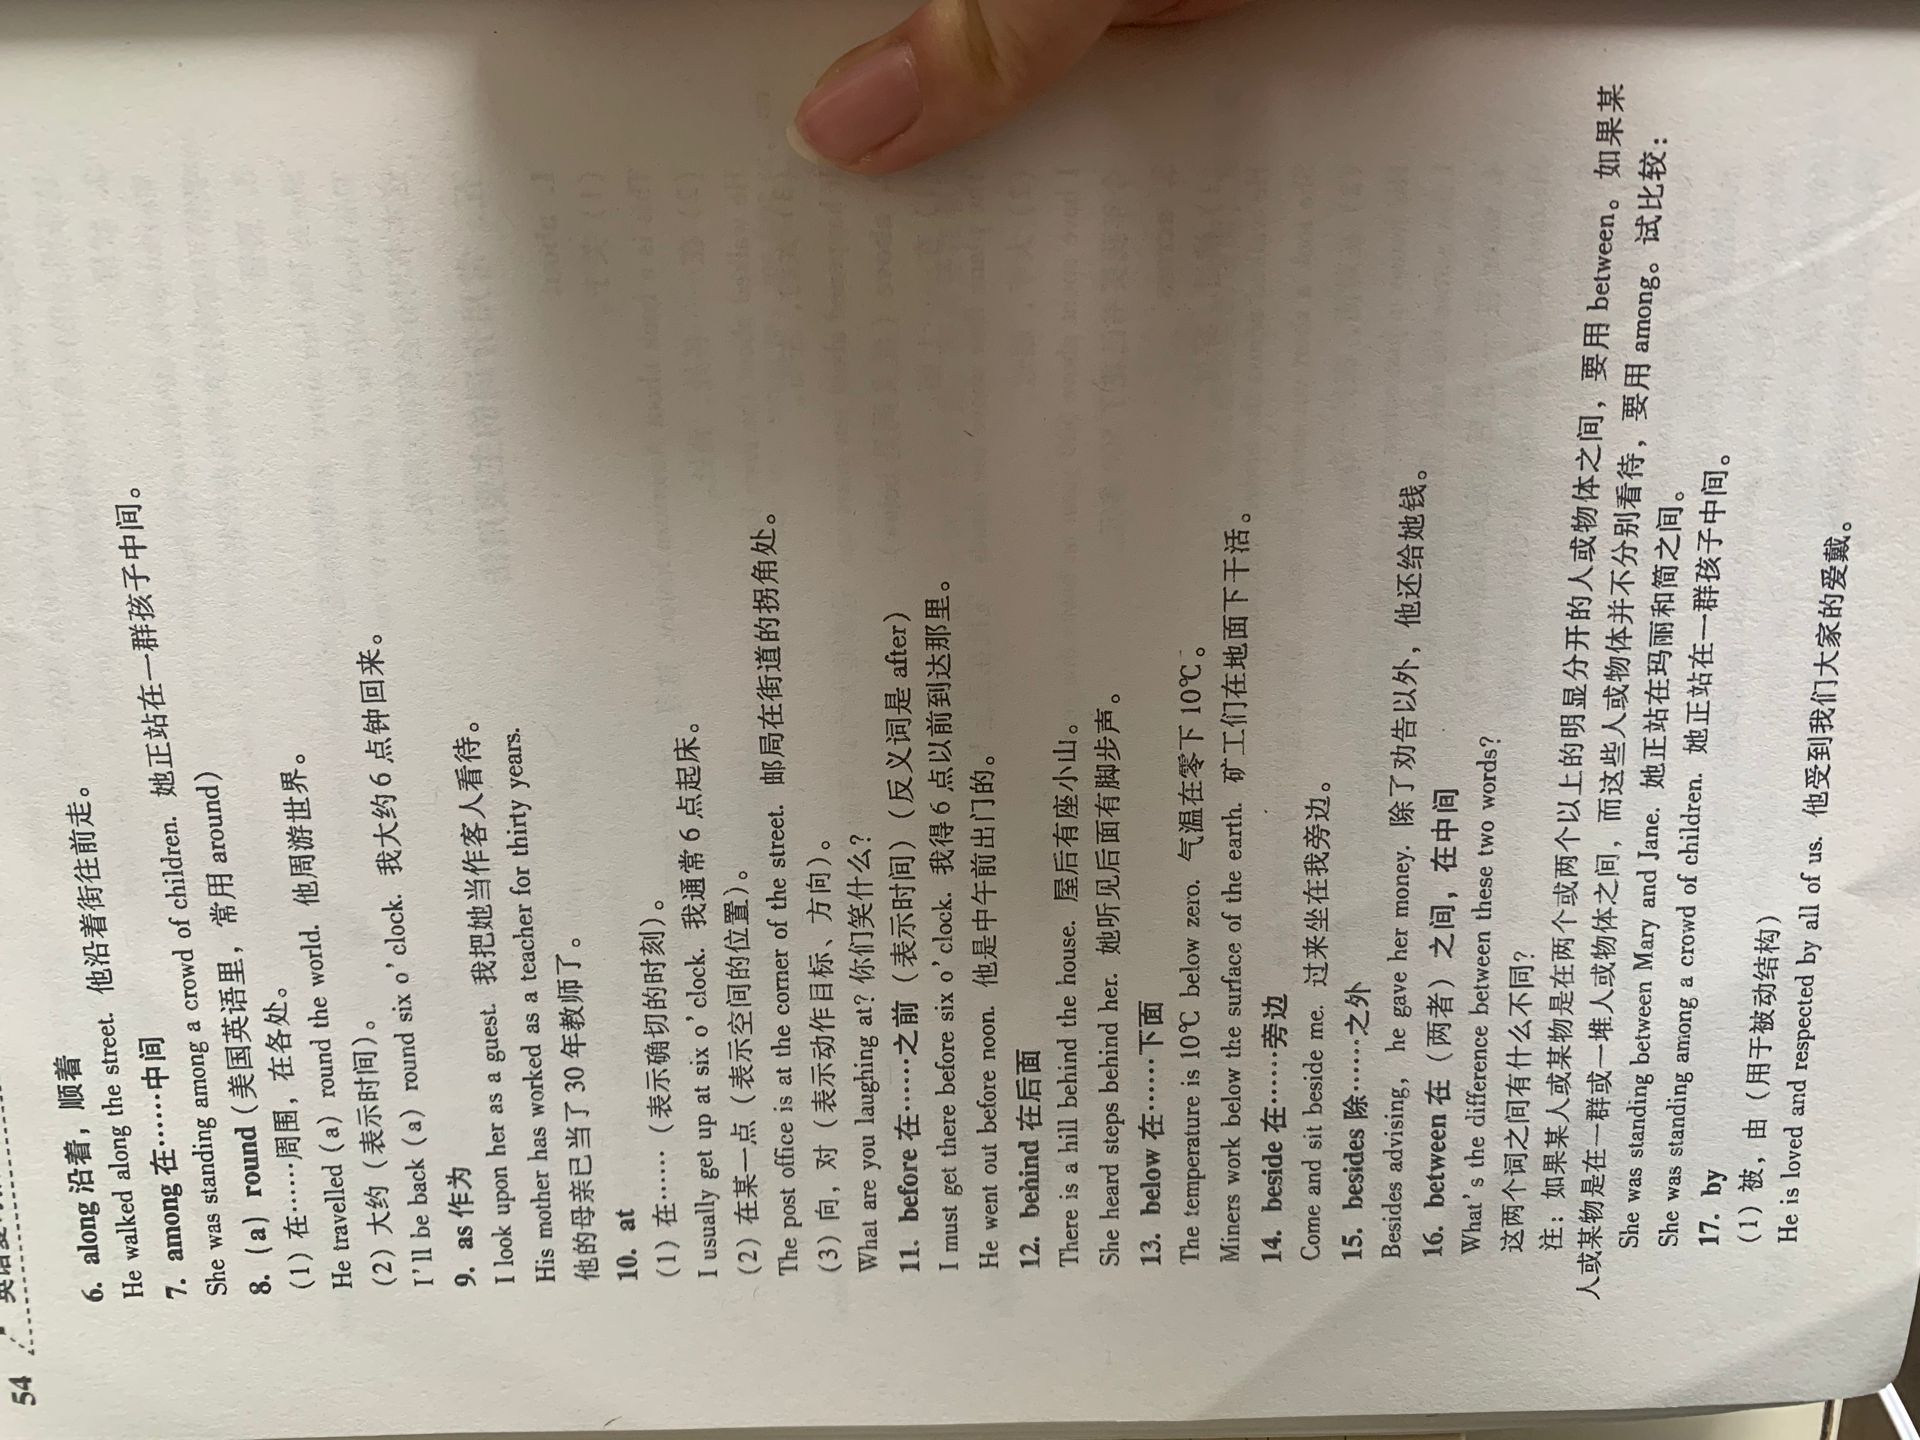 54
6. along 沿着，顺着
He walked along the street. 他沿着街往前走。
7. among 在……中间
She was standing among a crowd of children. 她正站在一群孩子中间。
8. (a) round (美国英语里，常用 around)
(1) 在……周围，在各处。
He travelled (a) round the world. 他周游世界。
(2) 大约（表示时间）。
I'll be back (a) round six o'clock. 我大约6点钟回来。
9. as 作为
I look upon her as a guest. 我把她当作客人看待。
His mother has worked as a teacher for thirty years.
他的母亲已当了30年教师了。
10. at
(1) 在……（表示确切的时刻）。
I usually get up at six o'clock. 我通常6点起床。
(2) 在某一点（表示空间的位置）。
The post office is at the corner of the street. 邮局在街道的拐角处。
(3) 向，对（表示动作目标、方向）。
What are you laughing at? 你们笑什么？
11. before 在……之前（表示时间）（反义词是 after）
I must get there before six o'clock. 我得6点以前到达那里。
He went out before noon. 他是中午前出门的。
12. behind 在后面
There is a hill behind the house. 屋后有座小山。
She heard steps behind her. 她听见后面有脚步声。
13. below 在……下面
The temperature is 10℃ below zero. 气温在零下10℃。
Miners work below the surface of the earth. 矿工们在地面下干活。
14. beside 在……旁边
Come and sit beside me. 过来坐在我旁边。
15. besides 除……之外
Besides advising, he gave her money. 除了劝告以外，他还给她钱。
16. between 在（两者）之间，在中间
What's the difference between these two words?
这两个词之间有什么不同？
注：如果某人或某物是在两个或两个以上的明显分开的人或物体之间，要用 between。如果某
人或某物是在一群或一堆人或物体之间，而这些人或物体并不分别看待，要用 among。试比较：
She was standing between Mary and Jane. 她正站在玛丽和简之间。
She was standing among a crowd of children. 她正站在一群孩子中间。
17. by
(1) 被，由（用于被动结构）
He is loved and respected by all of us. 他受到我们大家的爱戴。